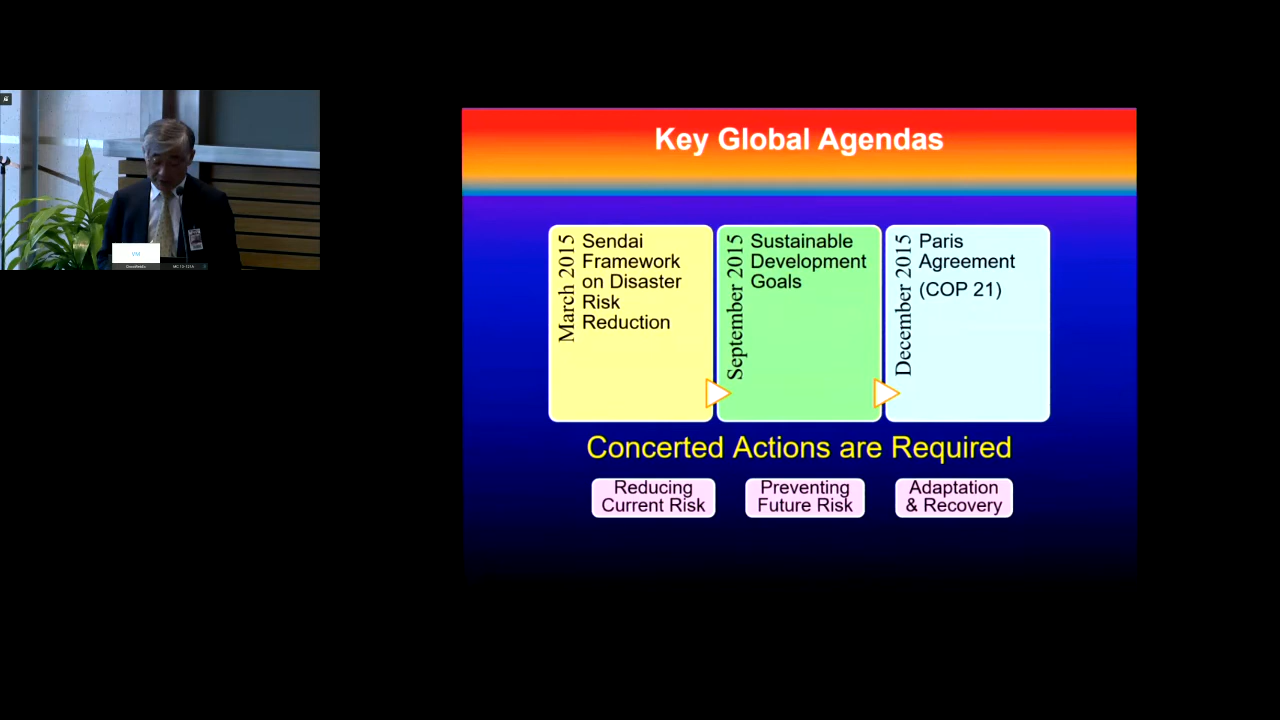 Key Global Agendas
March 2015
Sendai
Framework
on Disaster
Risk
Reduction
September 2015
Sustainable
Development
Goals
December 2015
Paris
Agreement
(COP 21)
Concerted Actions are Required
Reducing
Current Risk
Preventing
Future Risk
Adaptation
& Recovery
VM